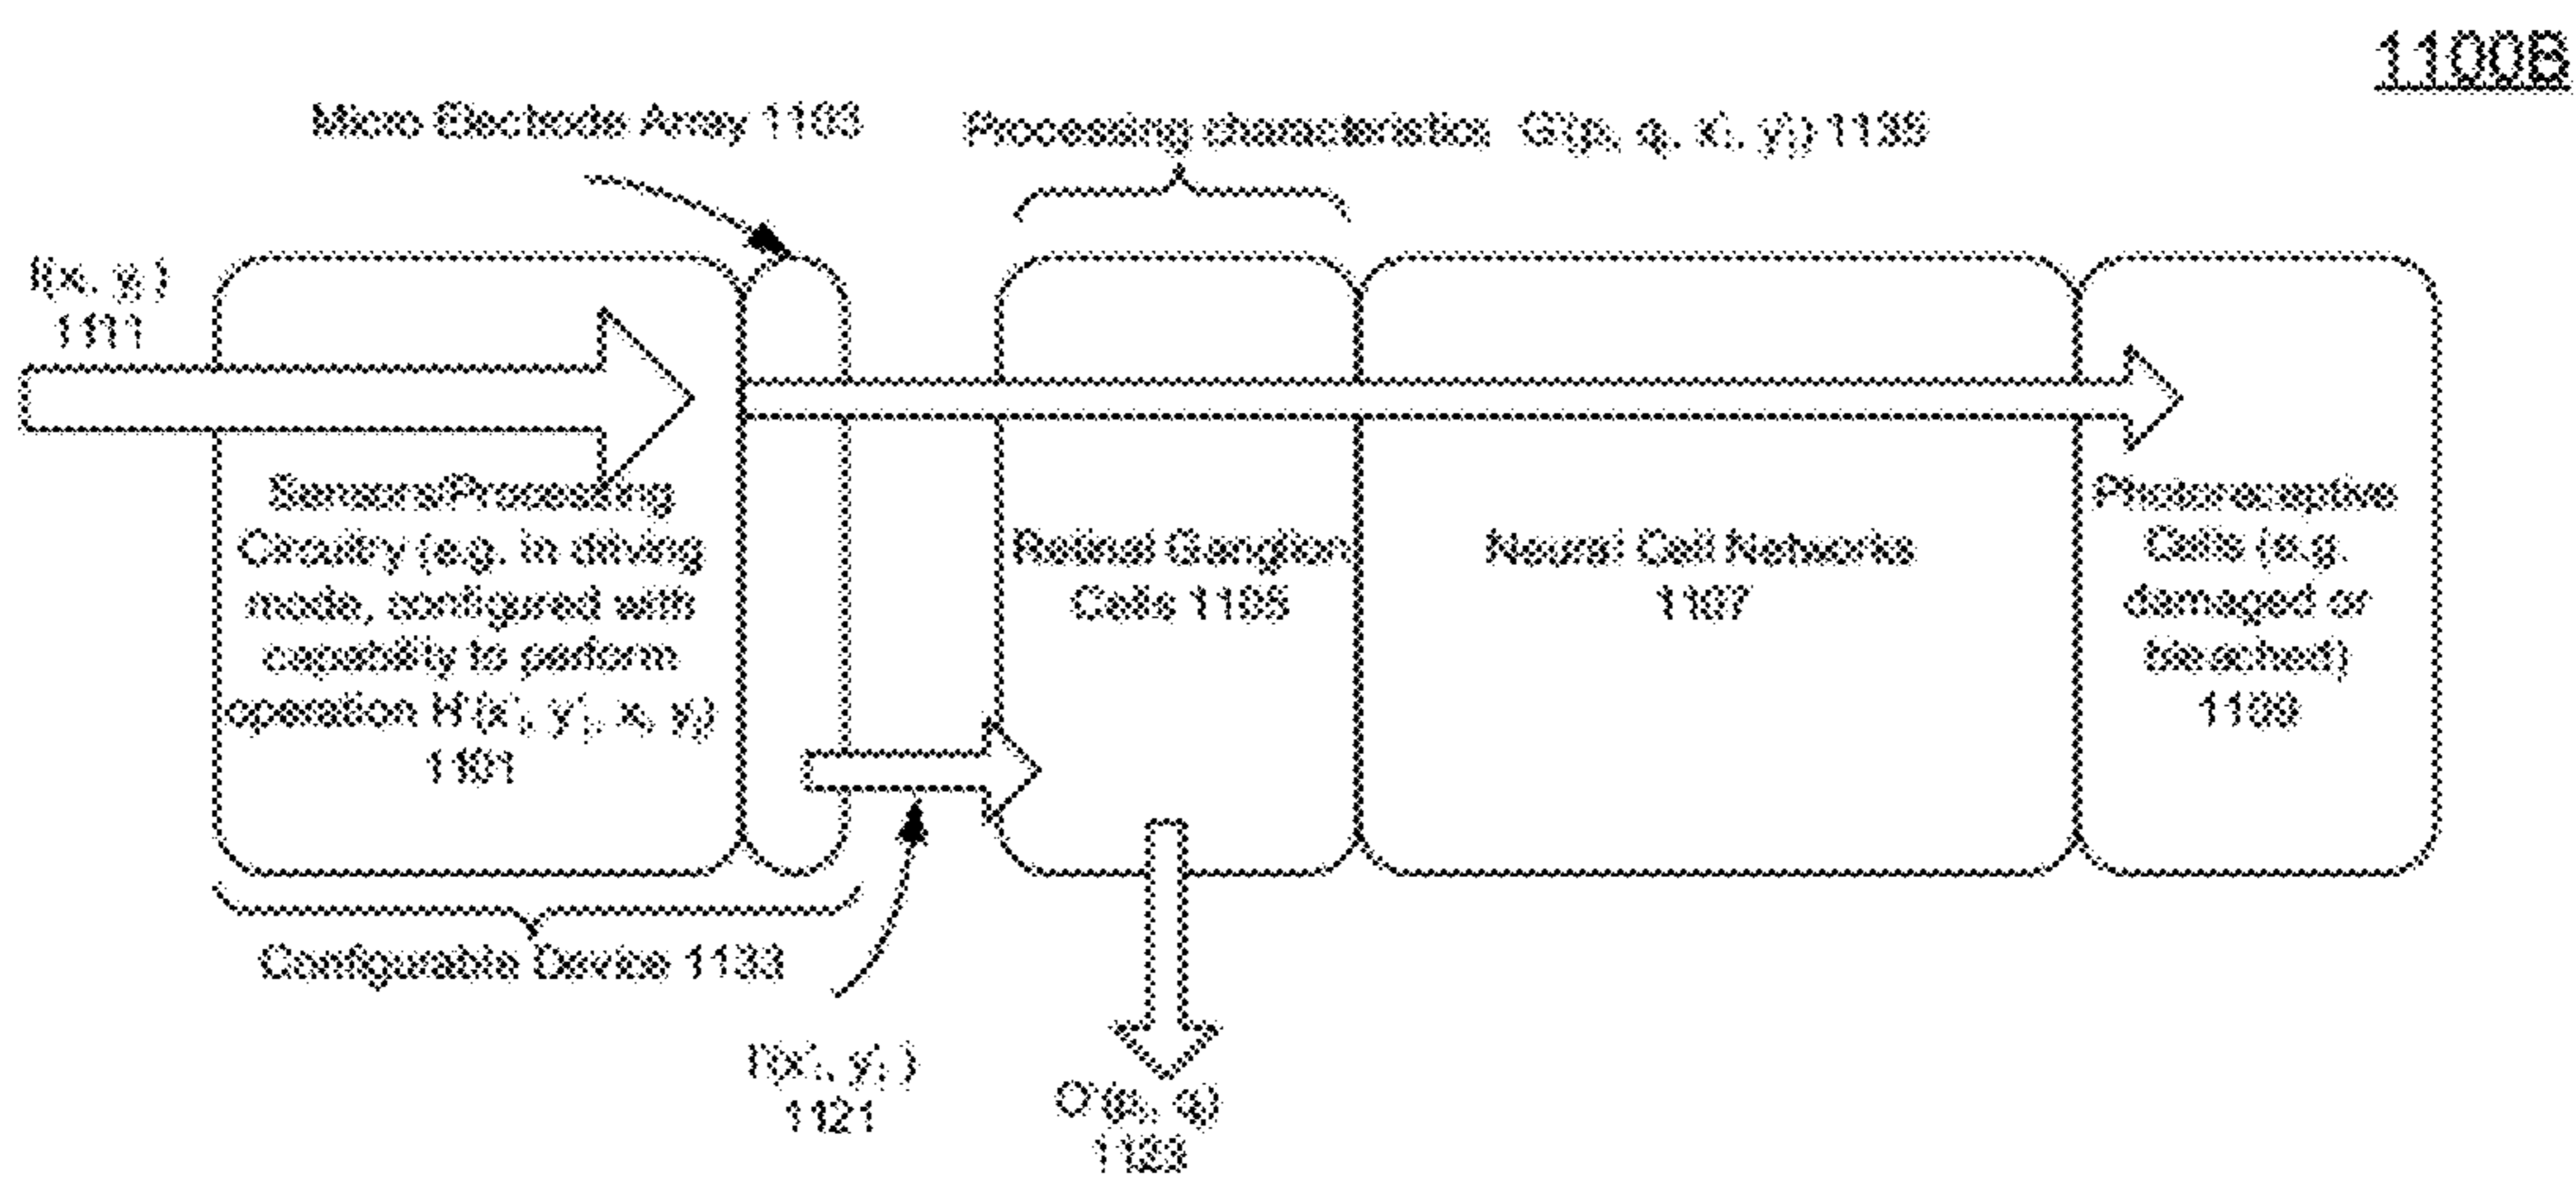 1100B
Micro Electrode Array 1103
Processing characteristics G'(p, q, x', y') 1135
I(x, y)
1111
Sensors/Processing
Circuitry (e.g. in driving
mode, configured with
capability to perform
operation H'(x', y', x, y)
1101
Retinal Ganglion
Cells 1105
Neural Cell Networks
1107
Photoreceptive
Cells (e.g.
damaged or
bleached)
1109
Configurable Device 1133
I'(x', y')
1121
O'(p, q)
1123